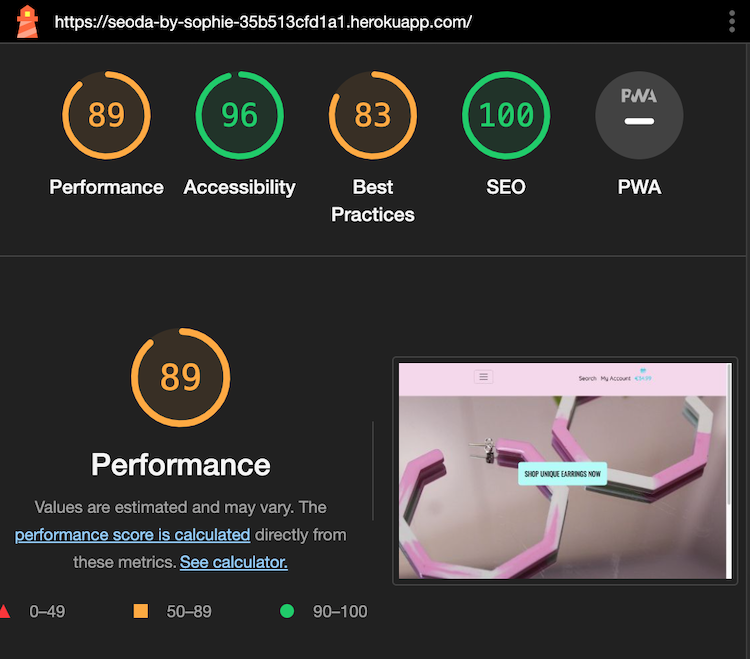 https://seoda-by-sophie-35b513cfd1a1.herokuapp.com/
89
96
83
100
PWA
Performance
Accessibility
Best
Practices
SEO
PWA
89
Performance
Values are estimated and may vary. The
performance score is calculated directly from
these metrics. See calculator.
0–49
50–89
90–100
Search My Account
SHOP UNIQUE EARRINGS NOW